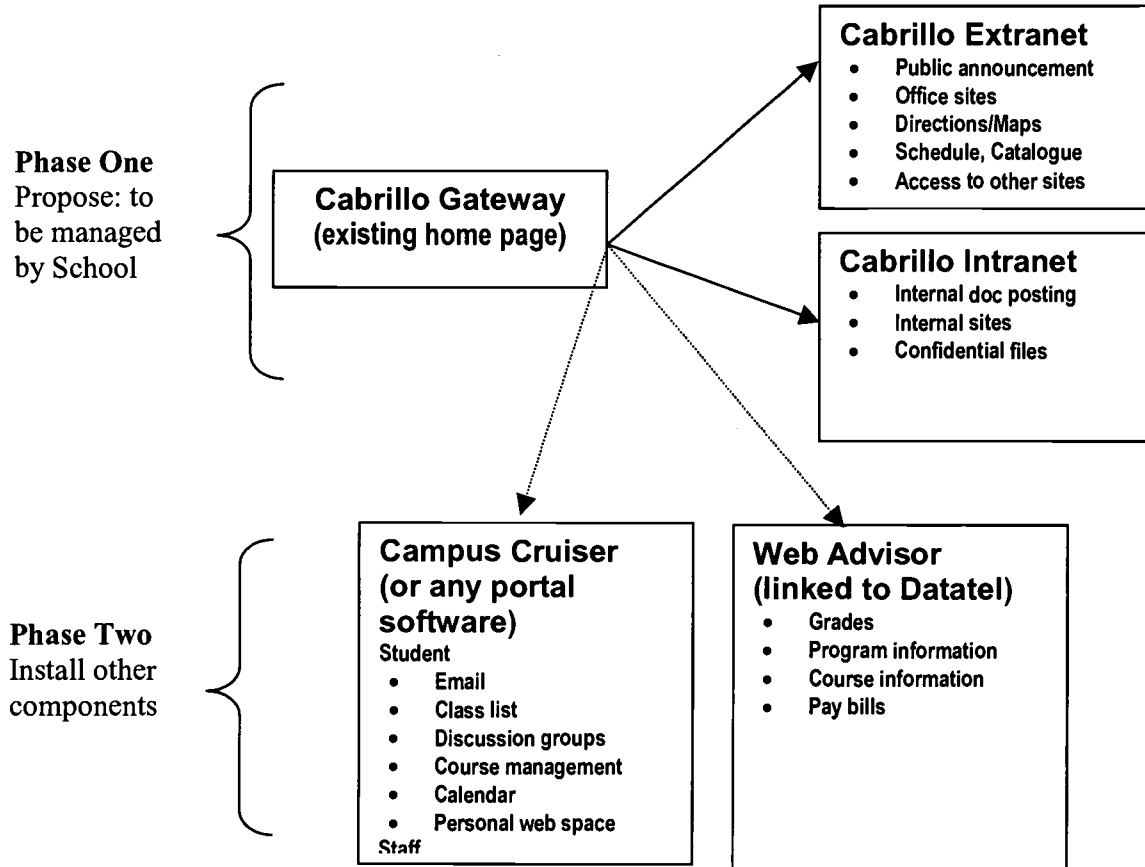 Phase One
Propose: to
be managed
by School
Cabrillo Gateway
(existing home page)
Cabrillo Extranet
• Public announcement
• Office sites
• Directions/Maps
• Schedule, Catalogue
• Access to other sites
Cabrillo Intranet
• Internal doc posting
• Internal sites
• Confidential files
Phase Two
Install other
components
Campus Cruiser
(or any portal
software)
Student
• Email
• Class list
• Discussion groups
• Course management
• Calendar
• Personal web space
Staff
Web Advisor
(linked to Datatel)
• Grades
• Program information
• Course information
• Pay bills